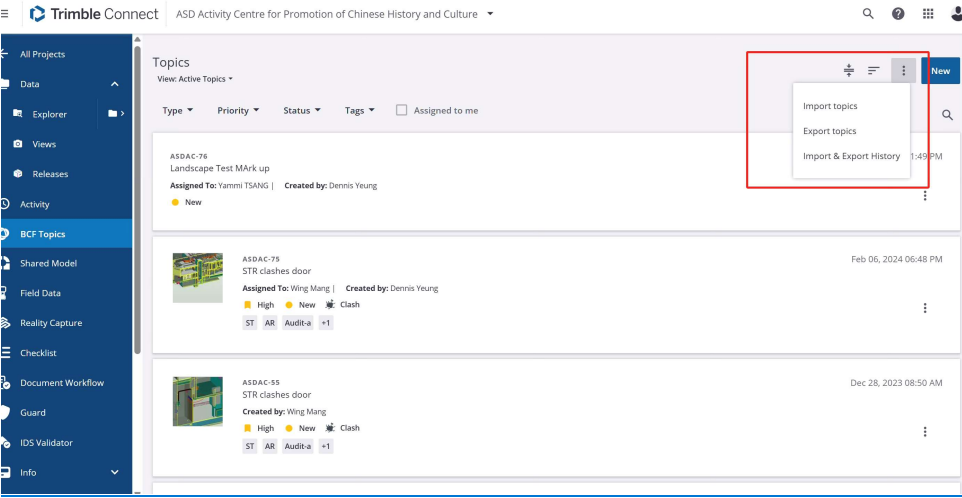 Trimble Connect ASD Activity Centre for Promotion of Chinese History and Culture
All Projects
Data
Explorer
Views
Releases
Activity
BCF Topics
Shared Model
Field Data
Reality Capture
Checklist
Document Workflow
Guard
IDS Validator
Info
Topics
View: Active Topics
New
Import topics
Export topics
Import & Export History
Type Priority Status Tags Assigned to me
ASDAC-76
1:49 PM
Landscape Test MArk up
Assigned To: Yammi TSANG | Created by: Dennis Yeung
New
ASDAC-75
Feb 06, 2024 06:48 PM
STR clashes door
Assigned To: Wing Mang | Created by: Dennis Yeung
High New Clash
ST AR Audit-a +1
ASDAC-55
Dec 28, 2023 08:50 AM
STR clashes door
Created by: Wing Mang
High New Clash
ST AR Audit-a +1